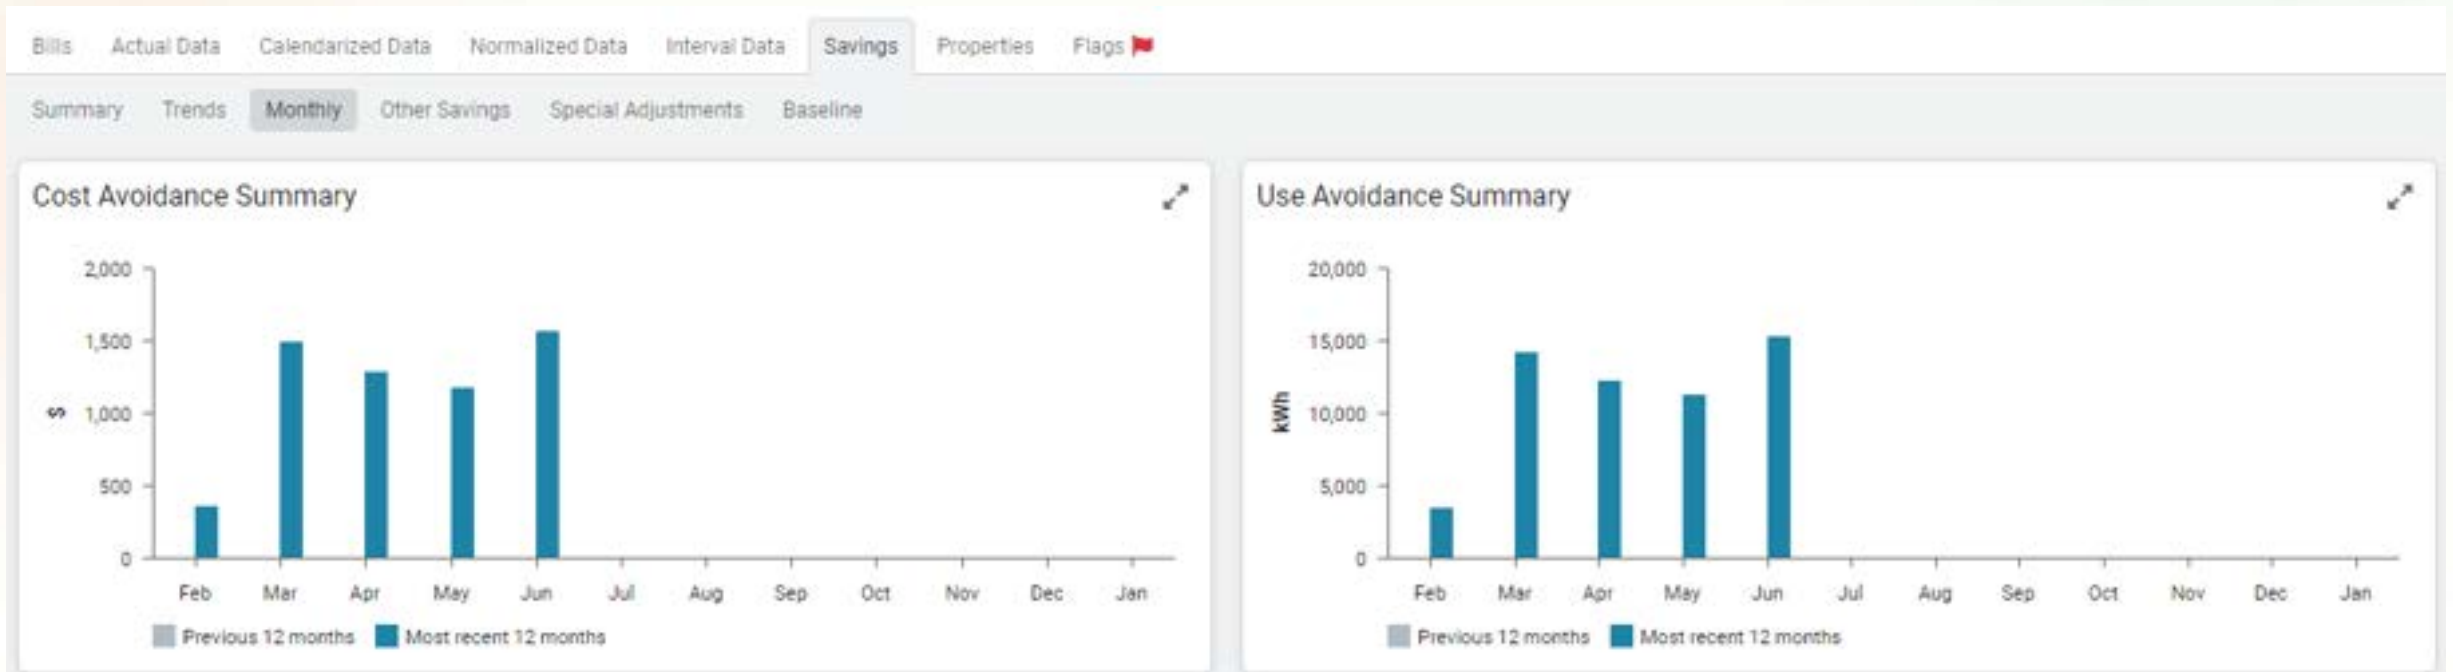 Bills Actual Data Calendarized Data Normalized Data Interval Data Savings Properties Flags
Summary Trends Monthly Other Savings Special Adjustments Baseline
Cost Avoidance Summary
2,000
1,500
1,000
500
0
$
Feb Mar Apr May Jun Jul Aug Sep Oct Nov Dec Jan
Previous 12 months Most recent 12 months
Use Avoidance Summary
20,000
15,000
10,000
5,000
0
kWh
Feb Mar Apr May Jun Jul Aug Sep Oct Nov Dec Jan
Previous 12 months Most recent 12 months